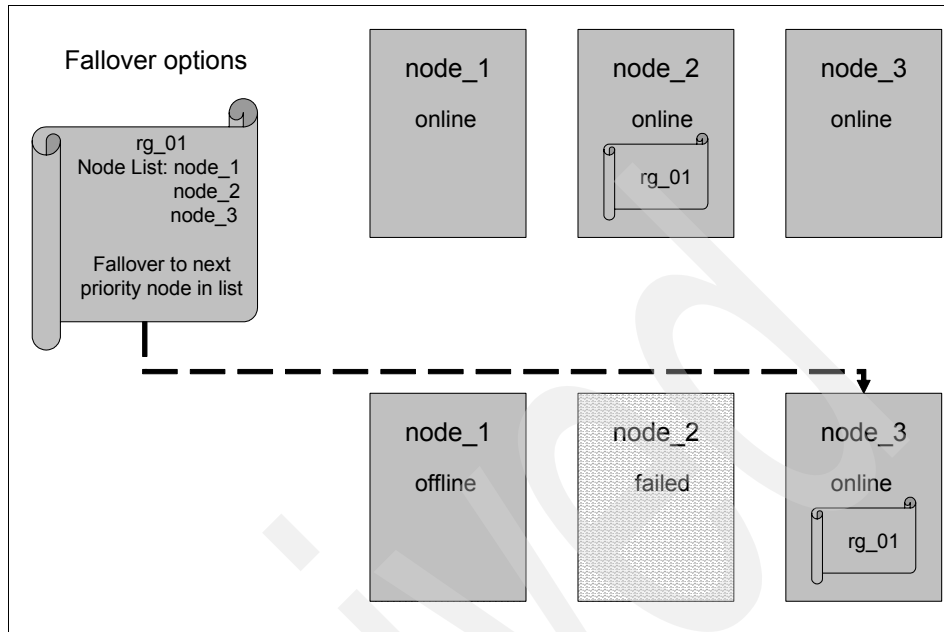 Fallover options
rg_01
Node List: node_1
node_2
node_3
Fallover to next
priority node in list
node_1
online
node_2
online
rg_01
node_3
online
node_1
offline
node_2
failed
node_3
online
rg_01